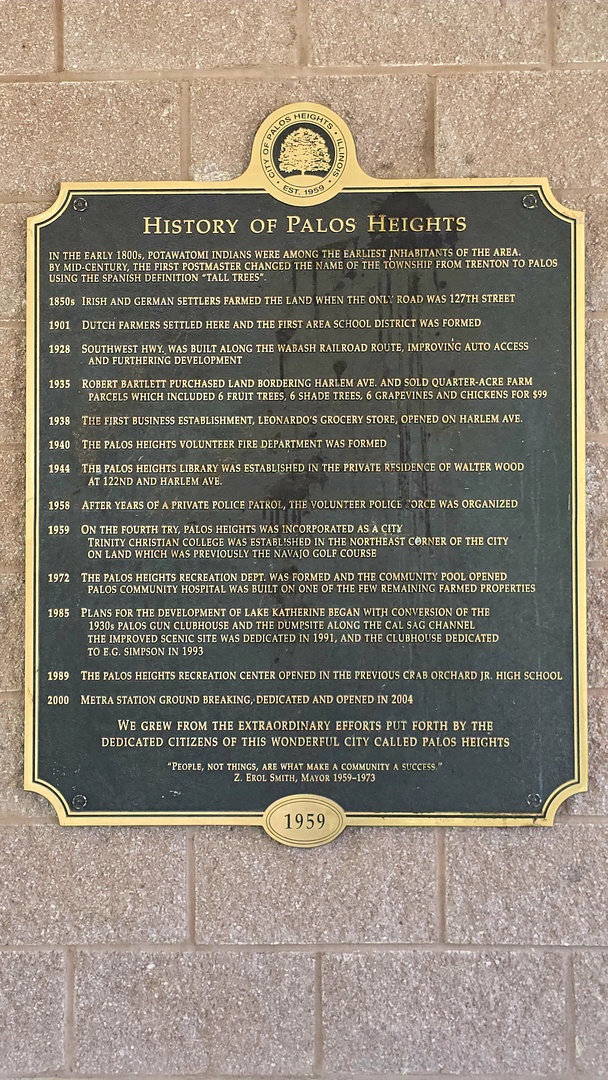 CITY OF PALOS HEIGHTS • ILLINOIS
• EST. 1959 •
HISTORY OF PALOS HEIGHTS
IN THE EARLY 1800s, POTAWATOMI INDIANS WERE AMONG THE EARLIEST INHABITANTS OF THE AREA.
BY MID-CENTURY, THE FIRST POSTMASTER CHANGED THE NAME OF THE TOWNSHIP FROM TRENTON TO PALOS
USING THE SPANISH DEFINITION "TALL TREES".
1850s IRISH AND GERMAN SETTLERS FARMED THE LAND WHEN THE ONLY ROAD WAS 127TH STREET
1901 DUTCH FARMERS SETTLED HERE AND THE FIRST AREA SCHOOL DISTRICT WAS FORMED
1928 SOUTHWEST HWY. WAS BUILT ALONG THE WABASH RAILROAD ROUTE, IMPROVING AUTO ACCESS
AND FURTHERING DEVELOPMENT
1935 ROBERT BARTLETT PURCHASED LAND BORDERING HARLEM AVE. AND SOLD QUARTER-ACRE FARM
PARCELS WHICH INCLUDED 6 FRUIT TREES, 6 SHADE TREES, 6 GRAPEVINES AND CHICKENS FOR $99
1938 THE FIRST BUSINESS ESTABLISHMENT, LEONARDO'S GROCERY STORE, OPENED ON HARLEM AVE.
1940 THE PALOS HEIGHTS VOLUNTEER FIRE DEPARTMENT WAS FORMED
1944 THE PALOS HEIGHTS LIBRARY WAS ESTABLISHED IN THE PRIVATE RESIDENCE OF WALTER WOOD
AT 122ND AND HARLEM AVE.
1958 AFTER YEARS OF A PRIVATE POLICE PATROL, THE VOLUNTEER POLICE FORCE WAS ORGANIZED
1959 ON THE FOURTH TRY, PALOS HEIGHTS WAS INCORPORATED AS A CITY
TRINITY CHRISTIAN COLLEGE WAS ESTABLISHED IN THE NORTHEAST CORNER OF THE CITY
ON LAND WHICH WAS PREVIOUSLY THE NAVAJO GOLF COURSE
1972 THE PALOS HEIGHTS RECREATION DEPT. WAS FORMED AND THE COMMUNITY POOL OPENED
PALOS COMMUNITY HOSPITAL WAS BUILT ON ONE OF THE FEW REMAINING FARMED PROPERTIES
1985 PLANS FOR THE DEVELOPMENT OF LAKE KATHERINE BEGAN WITH CONVERSION OF THE
1930s PALOS GUN CLUBHOUSE AND THE DUMPSITE ALONG THE CAL SAG CHANNEL
THE IMPROVED SCENIC SITE WAS DEDICATED IN 1991, AND THE CLUBHOUSE DEDICATED
TO E.G. SIMPSON IN 1993
1989 THE PALOS HEIGHTS RECREATION CENTER OPENED IN THE PREVIOUS CRAB ORCHARD JR. HIGH SCHOOL
2000 METRA STATION GROUND BREAKING, DEDICATED AND OPENED IN 2004
WE GREW FROM THE EXTRAORDINARY EFFORTS PUT FORTH BY THE
DEDICATED CITIZENS OF THIS WONDERFUL CITY CALLED PALOS HEIGHTS
"PEOPLE, NOT THINGS, ARE WHAT MAKE A COMMUNITY A SUCCESS."
Z. EROL SMITH, MAYOR 1959–1973
1959